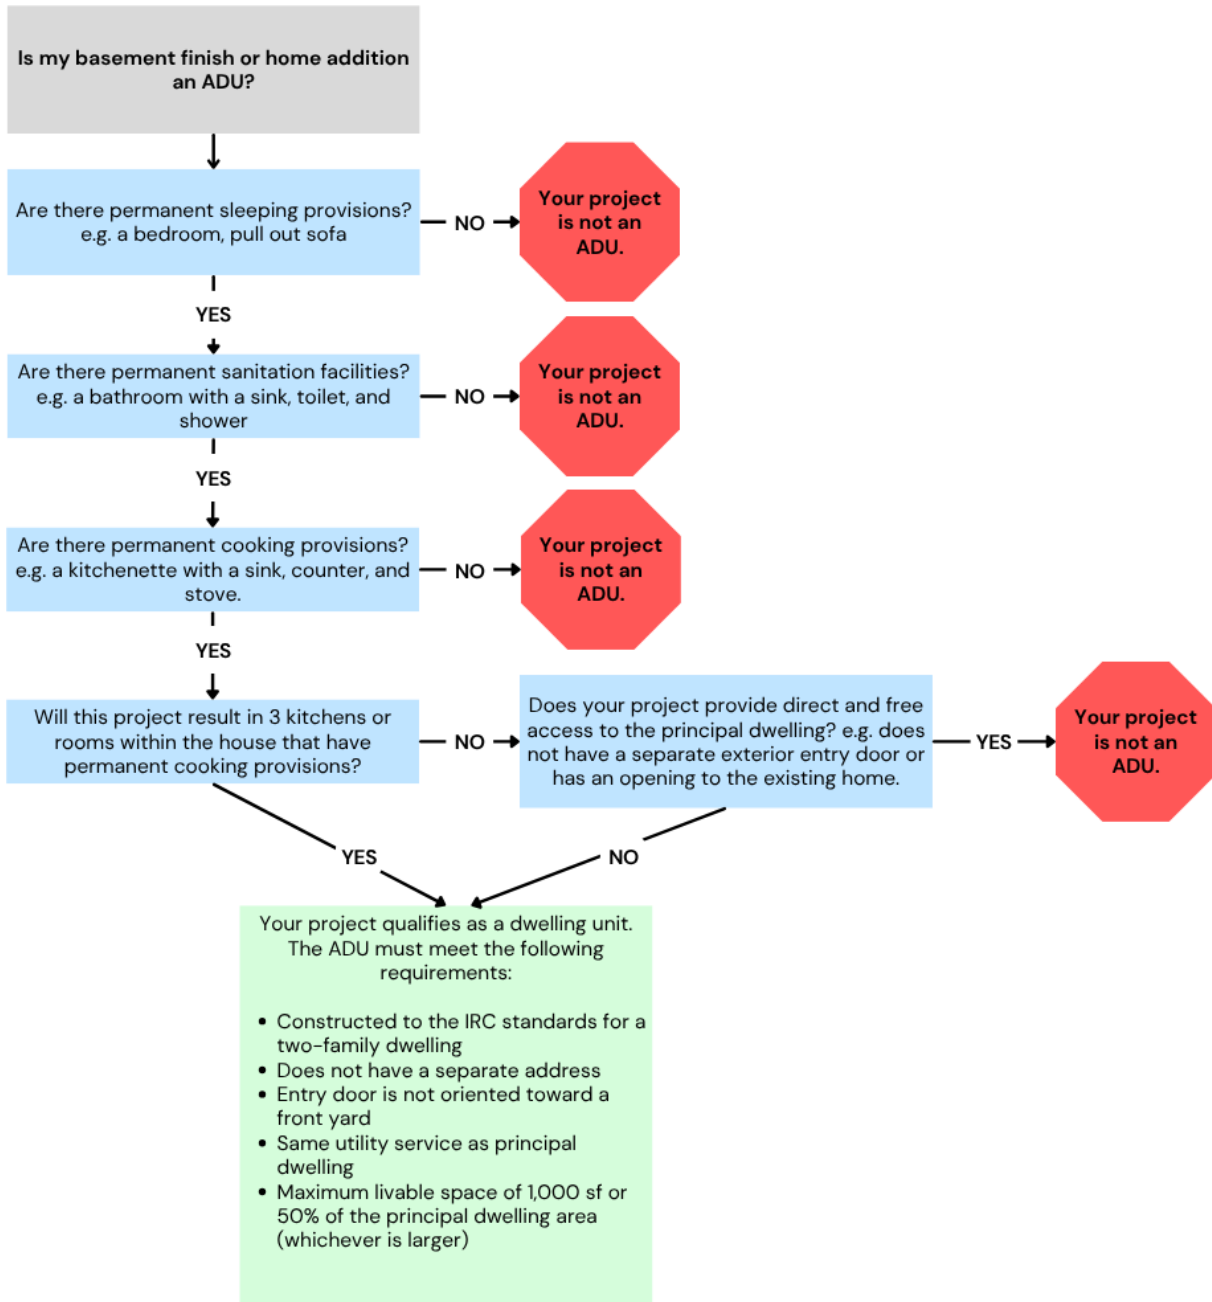 Is my basement finish or home addition
an ADU?
Are there permanent sleeping provisions?
e.g. a bedroom, pull out sofa
NO
Your project
is not an
ADU.
YES
Are there permanent sanitation facilities?
e.g. a bathroom with a sink, toilet, and
shower
NO
Your project
is not an
ADU.
YES
Are there permanent cooking provisions?
e.g. a kitchenette with a sink, counter, and
stove.
NO
Your project
is not an
ADU.
YES
Will this project result in 3 kitchens or
rooms within the house that have
permanent cooking provisions?
NO
Does your project provide direct and free
access to the principal dwelling? e.g. does
not have a separate exterior entry door or
has an opening to the existing home.
YES
Your project
is not an
ADU.
YES
NO
Your project qualifies as a dwelling unit.
The ADU must meet the following
requirements:
• Constructed to the IRC standards for a
two-family dwelling
• Does not have a separate address
• Entry door is not oriented toward a
front yard
• Same utility service as principal
dwelling
• Maximum livable space of 1,000 sf or
50% of the principal dwelling area
(whichever is larger)